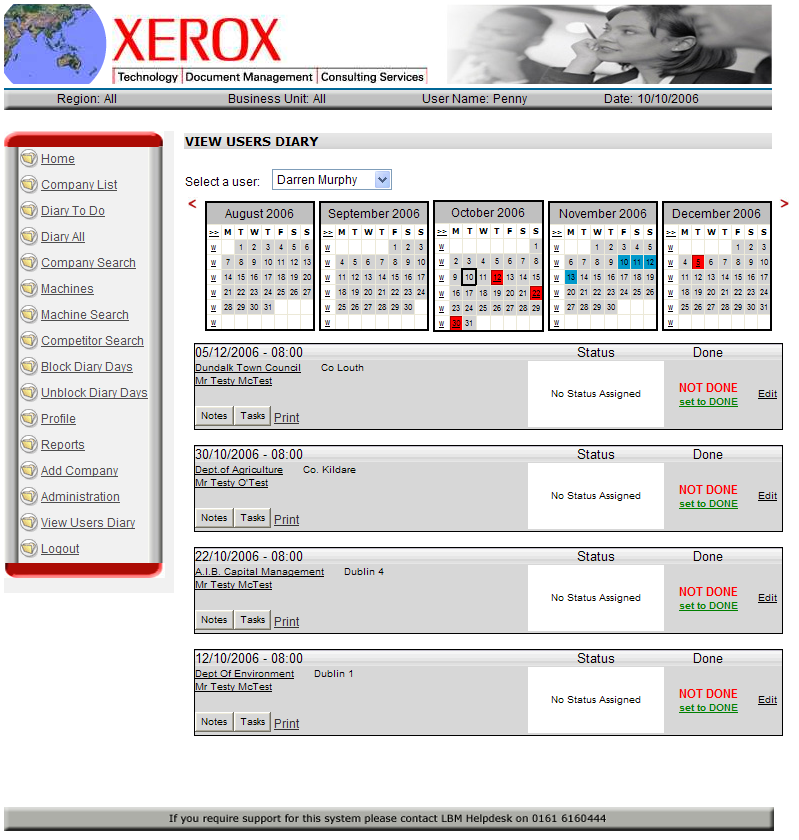 XEROX
Technology | Document Management | Consulting Services
Region: All Business Unit: All User Name: Penny Date: 10/10/2006
Home
Company List
Diary To Do
Diary All
Company Search
Machines
Machine Search
Competitor Search
Block Diary Days
Unblock Diary Days
Profile
Reports
Add Company
Administration
View Users Diary
Logout
VIEW USERS DIARY
Select a user: Darren Murphy
< August 2006 September 2006 October 2006 November 2006 December 2006 >
>> M T W T F S S >> M T W T F S S >> M T W T F S S >> M T W T F S S >> M T W T F S S
W 1 2 3 4 5 6 W 1 2 3 W 1 W 1 2 3 4 5 W 1 2 3
W 7 8 9 10 11 12 13 W 4 5 6 7 8 9 10 W 2 3 4 5 6 7 8 W 6 7 8 9 10 11 12 W 4 5 6 7 8 9 10
W 14 15 16 17 18 19 20 W 11 12 13 14 15 16 17 W 9 10 11 12 13 14 15 W 13 14 15 16 17 18 19 W 11 12 13 14 15 16 17
W 21 22 23 24 25 26 27 W 18 19 20 21 22 23 24 W 16 17 18 19 20 21 22 W 20 21 22 23 24 25 26 W 18 19 20 21 22 23 24
W 28 29 30 31 W 25 26 27 28 29 30 W 23 24 25 26 27 28 29 W 27 28 29 30 W 25 26 27 28 29 30 31
W W W 30 31 W W
05/12/2006 - 08:00 Status Done
Dundalk Town Council Co Louth
Mr Testy McTest
No Status Assigned
NOT DONE
set to DONE
Edit
Notes Tasks Print
30/10/2006 - 08:00 Status Done
Dept.of Agriculture Co. Kildare
Mr Testy O'Test
No Status Assigned
NOT DONE
set to DONE
Edit
Notes Tasks Print
22/10/2006 - 08:00 Status Done
A.I.B. Capital Management Dublin 4
Mr Testy McTest
No Status Assigned
NOT DONE
set to DONE
Edit
Notes Tasks Print
12/10/2006 - 08:00 Status Done
Dept Of Environment Dublin 1
Mr Testy McTest
No Status Assigned
NOT DONE
set to DONE
Edit
Notes Tasks Print
If you require support for this system please contact LBM Helpdesk on 0161 6160444